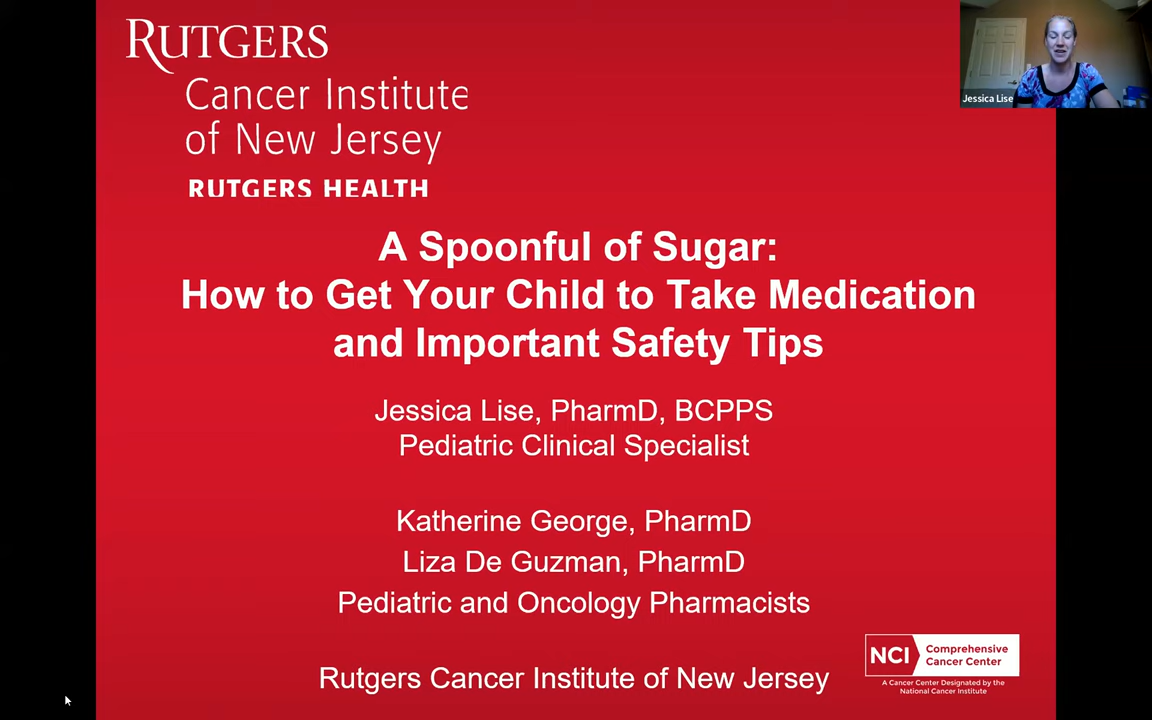 RUTGERS
Cancer Institute
of New Jersey
RUTGERS HEALTH
Jessica Lise
A Spoonful of Sugar:
How to Get Your Child to Take Medication
and Important Safety Tips
Jessica Lise, PharmD, BCPPS
Pediatric Clinical Specialist
Katherine George, PharmD
Liza De Guzman, PharmD
Pediatric and Oncology Pharmacists
Rutgers Cancer Institute of New Jersey
NCI
Comprehensive
Cancer Center
A Cancer Center Designated by the
National Cancer Institute